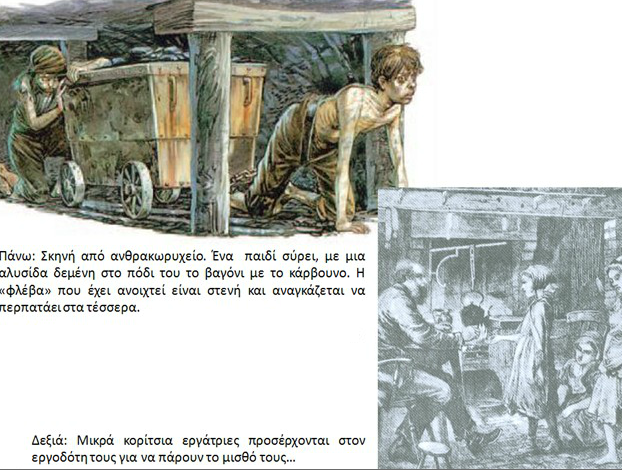 Πάνω: Σκηνή από ανθρακωρυχείο. Ένα παιδί σύρει, με μια
αλυσίδα δεμένη στο πόδι του το βαγόνι με το κάρβουνο. Η
«φλέβα» που έχει ανοιχτεί είναι στενή και αναγκάζεται να
περπατάει στα τέσσερα.
Δεξιά: Μικρά κορίτσια εργάτριες προσέρχονται στον
εργοδότη τους για να πάρουν το μισθό τους...